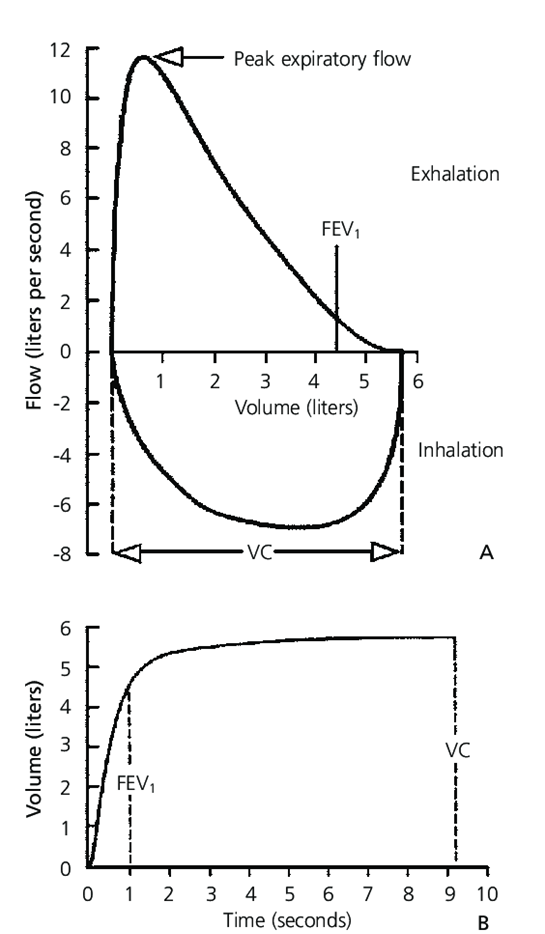 12
Peak expiratory flow
10
8
Exhalation
6
FEV₁
4
2
0
1 2 3 4 5 6
Volume (liters)
-2
-4
Inhalation
-6
-8
VC
A
Flow (liters per second)
6
5
4
3
VC
FEV₁
2
1
0
0 1 2 3 4 5 6 7 8 9 10
Time (seconds)
B
Volume (liters)